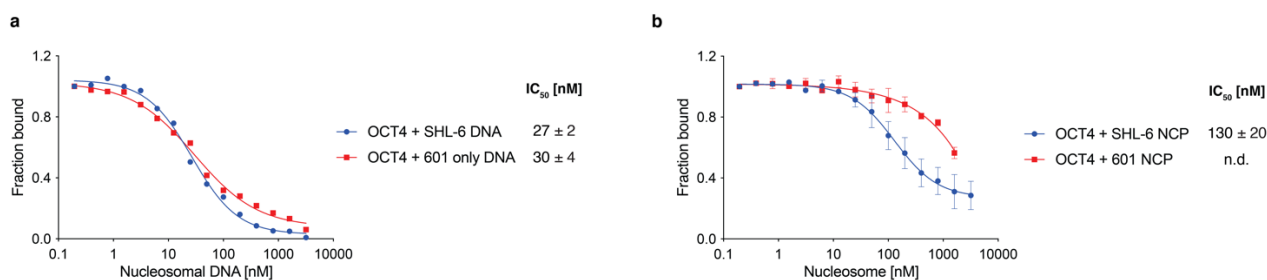 a
1.2
0.8
0.4
0.0
Fraction bound
0.1 1 10 100 1000 10000
Nucleosomal DNA [nM]
IC50 [nM]
OCT4 + SHL-6 DNA 27 ± 2
OCT4 + 601 only DNA 30 ± 4
b
1.2
0.8
0.4
0.0
Fraction bound
0.1 1 10 100 1000 10000
Nucleosome [nM]
IC50 [nM]
OCT4 + SHL-6 NCP 130 ± 20
OCT4 + 601 NCP n.d.